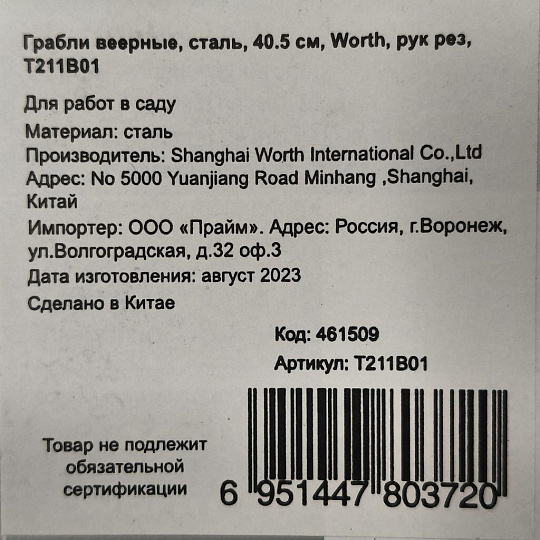 Грабли веерные, сталь, 40.5 см, Worth, рук рез,
T211B01
Для работ в саду
Материал: сталь
Производитель: Shanghai Worth International Co.,Ltd
Адрес: No 5000 Yuanjiang Road Minhang ,Shanghai,
Китай
Импортер: ООО «Прайм». Адрес: Россия, г.Воронеж,
ул.Волгоградская, д.32 оф.3
Дата изготовления: август 2023
Сделано в Китае
Код: 461509
Артикул: T211B01
Товар не подлежит
обязательной
сертификации
6 951447 803720